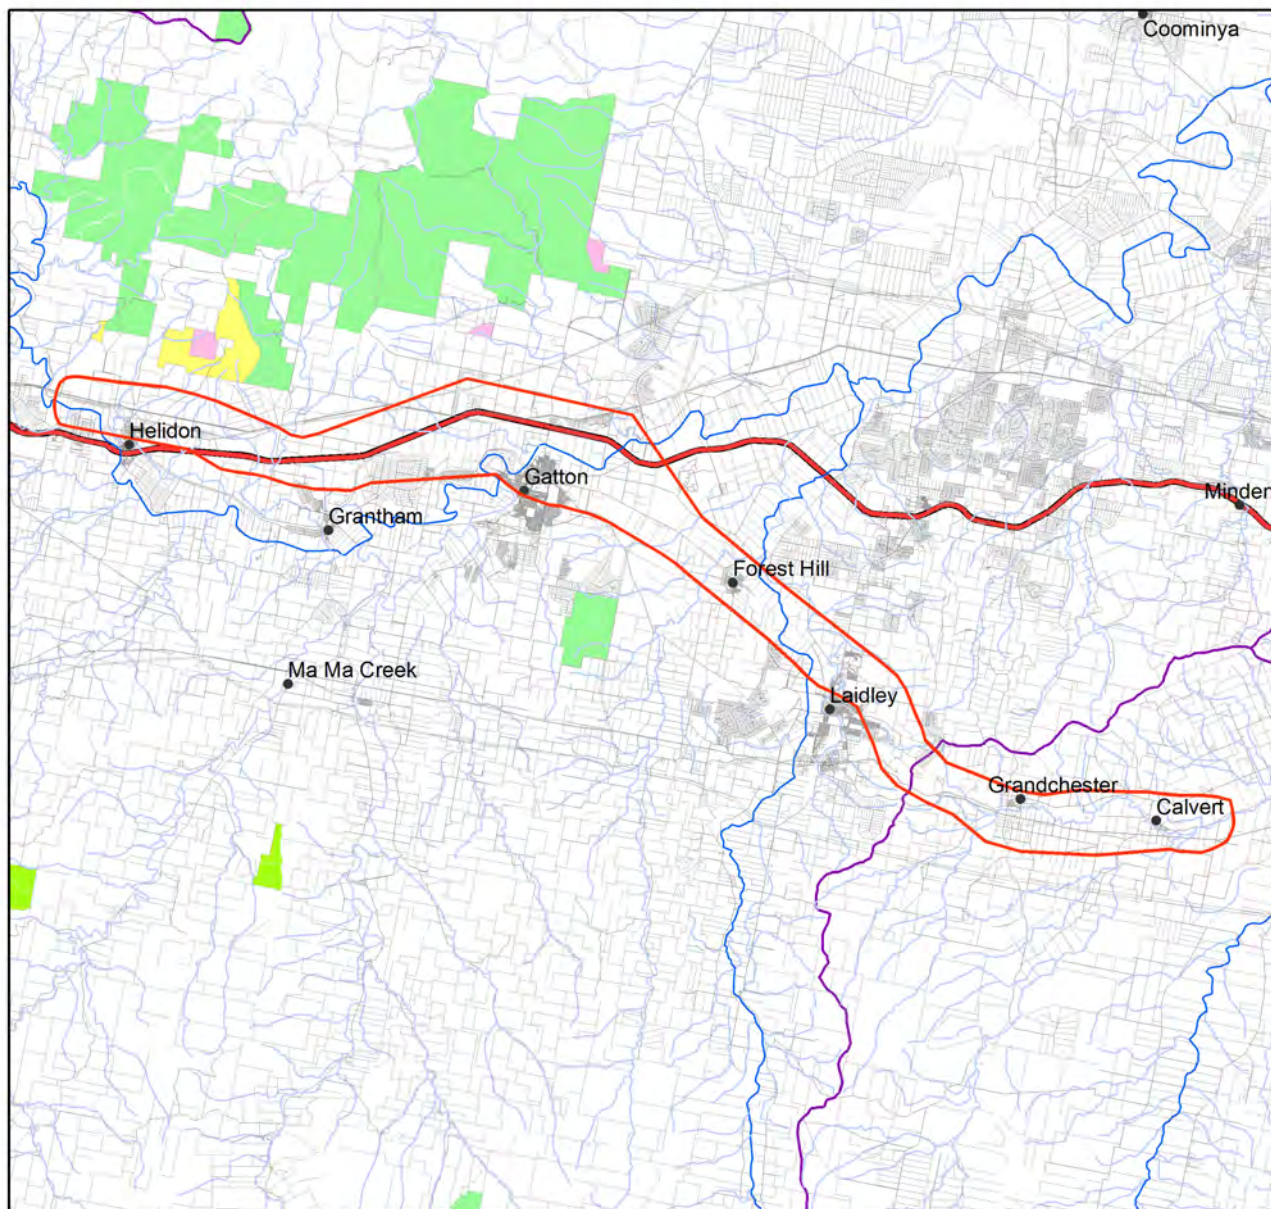 Coominya
Helidon
Gatton
Minden
Grantham
Forest Hill
Ma Ma Creek
Laidley
Grandchester
Calvert